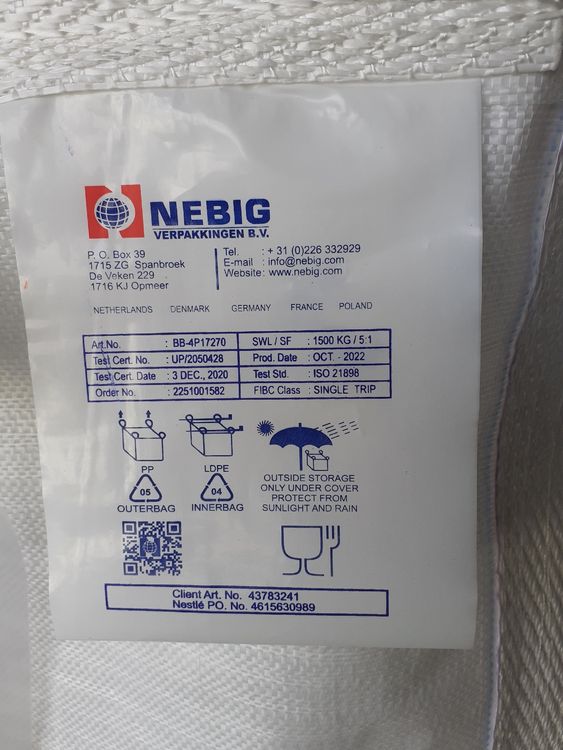 NEBIG
VERPAKKINGEN B.V.
P. O. Box 39
1715 ZG Spanbroek
De Veken 229
1716 KJ Opmeer
Tel. : + 31 (0)226 332929
E-mail : info@nebig.com
Website : www.nebig.com
NETHERLANDS DENMARK GERMANY FRANCE POLAND
Art.No. : BB-4P17270 SWL / SF : 1500 KG / 5:1
Test Cert. No. : UP/2050428 Prod. Date : OCT. - 2022
Test Cert. Date : 3 DEC., 2020 Test Std. : ISO 21898
Order No. : 2251001582 FIBC Class : SINGLE TRIP
PP
05
OUTERBAG
LDPE
04
INNERBAG
OUTSIDE STORAGE
ONLY UNDER COVER
PROTECT FROM
SUNLIGHT AND RAIN
Client Art. No. 43783241
Nestlé PO. No. 4615630989